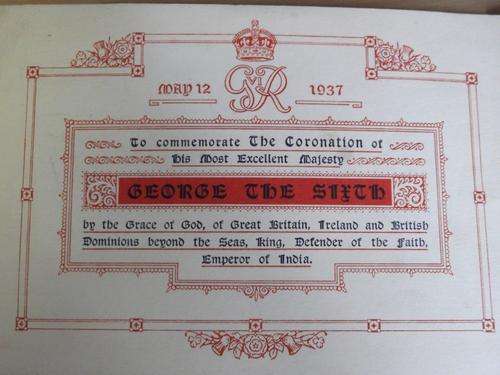 GVIR
MAY 12 1937
To commemorate The Coronation of
His Most Excellent Majesty
GEORGE THE SIXTH
by the Grace of God, of Great Britain, Ireland and British
Dominions beyond the Seas, King, Defender of the Faith,
Emperor of India.